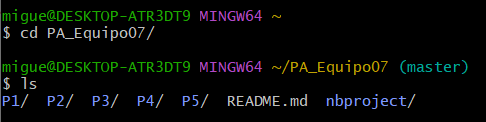 migue@DESKTOP-ATR3DT9 MINGW64 ~
$ cd PA_Equipo07/
migue@DESKTOP-ATR3DT9 MINGW64 ~/PA_Equipo07 (master)
$ ls
P1/ P2/ P3/ P4/ P5/ README.md nbproject/